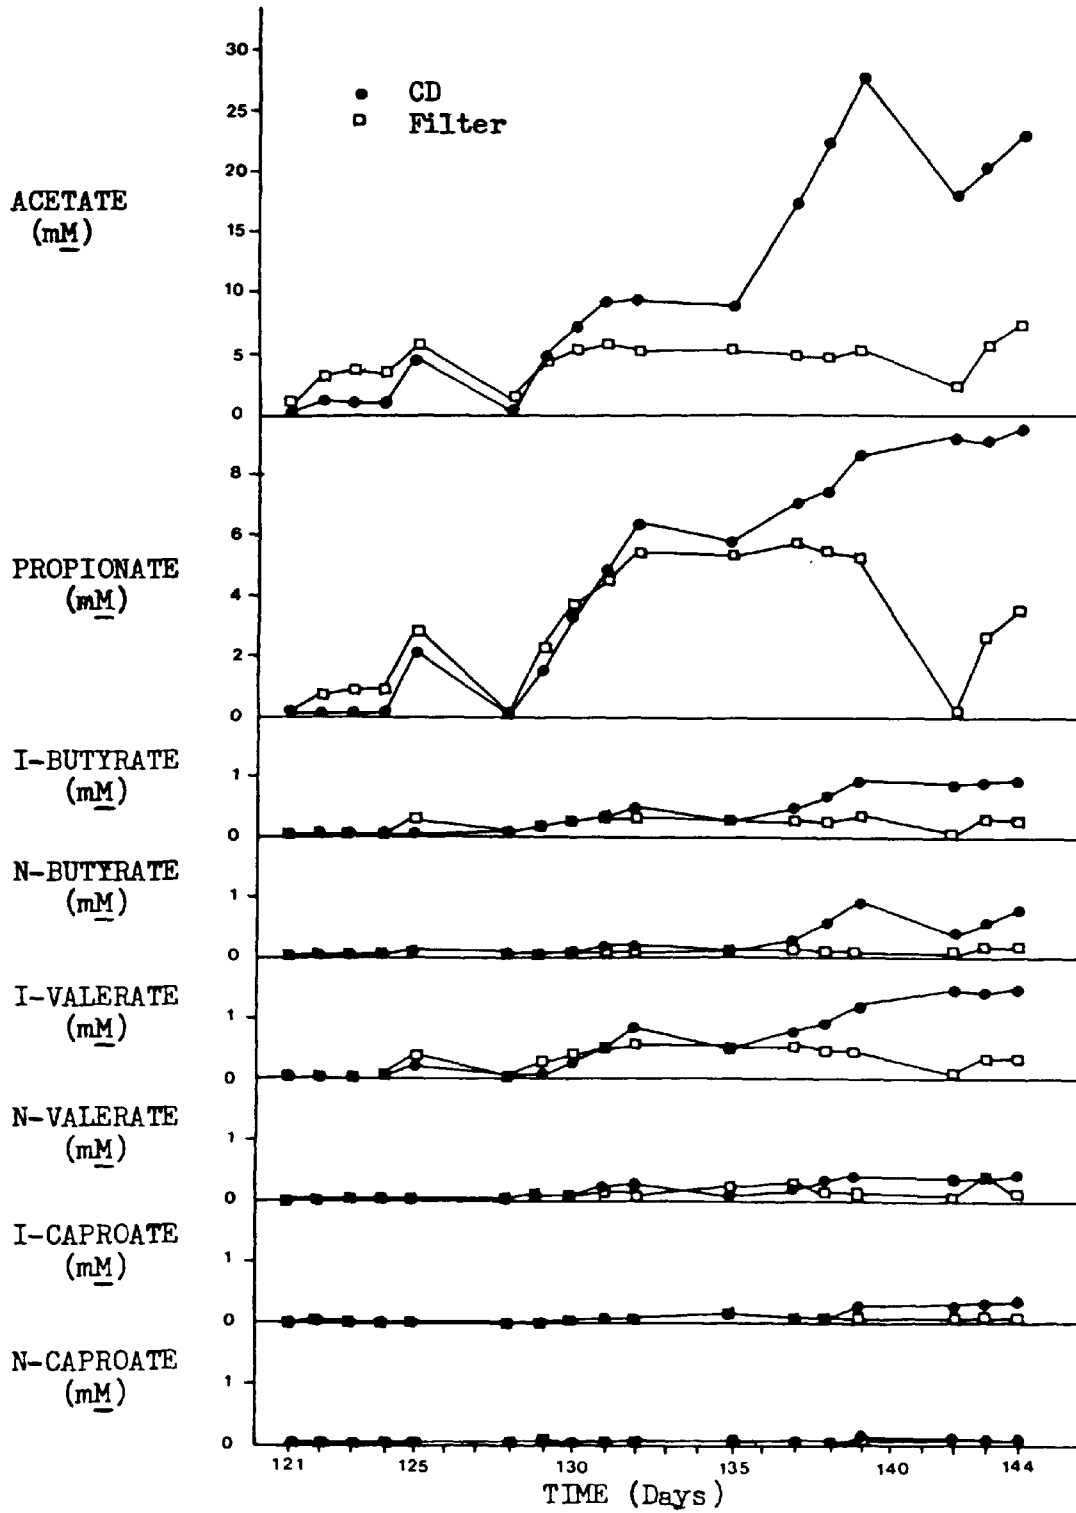 30
25
20
15
10
5
0
CD
Filter
ACETATE
(mM)
8
6
4
2
0
PROPIONATE
(mM)
I-BUTYRATE
(mM)
1
0
N-BUTYRATE
(mM)
1
0
I-VALERATE
(mM)
1
0
N-VALERATE
(mM)
1
0
I-CAPROATE
(mM)
1
0
N-CAPROATE
(mM)
1
0
121 125 130 135 140 144
TIME (Days)